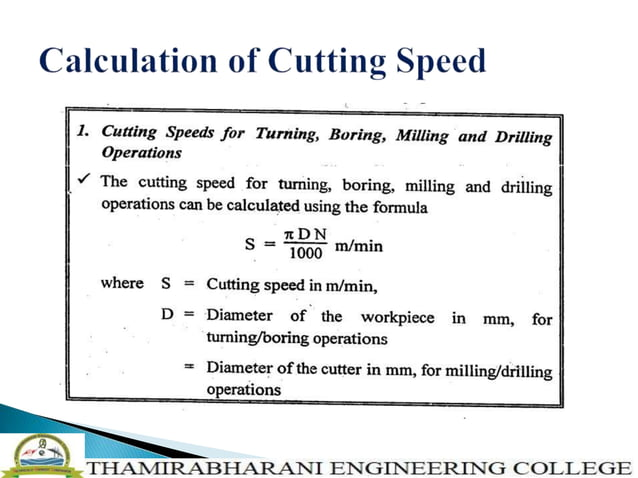 Calculation of Cutting Speed
1. Cutting Speeds for Turning, Boring, Milling and Drilling
Operations
✓ The cutting speed for turning, boring, milling and drilling
operations can be calculated using the formula
S = π D N / 1000 m/min
where S = Cutting speed in m/min,
D = Diameter of the workpiece in mm, for
turning/boring operations
= Diameter of the cutter in mm, for milling/drilling
operations
THAMIRABHARANI ENGINEERING COLLEGE